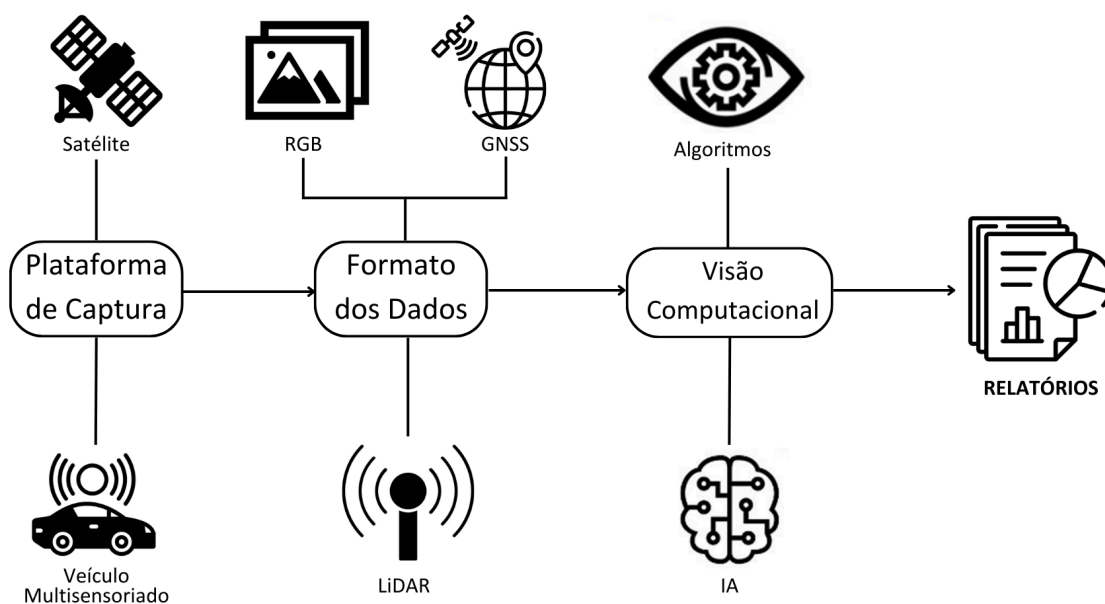 Satélite
RGB
GNSS
Algoritmos
Plataforma
de Captura
Formato
dos Dados
Visão
Computacional
RELATÓRIOS
Veículo
Multisensoriado
LiDAR
IA